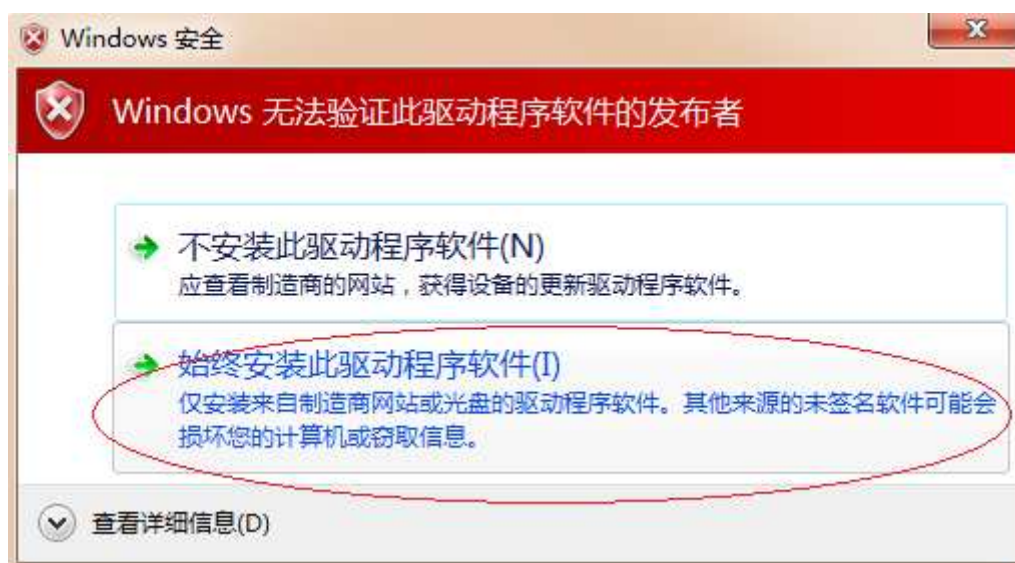 Windows 安全
Windows 无法验证此驱动程序软件的发布者
不安装此驱动程序软件(N)
应查看制造商的网站，获得设备的更新驱动程序软件。
始终安装此驱动程序软件(I)
仅安装来自制造商网站或光盘的驱动程序软件。其他来源的未签名软件可能会
损坏您的计算机或窃取信息。
查看详细信息(D)